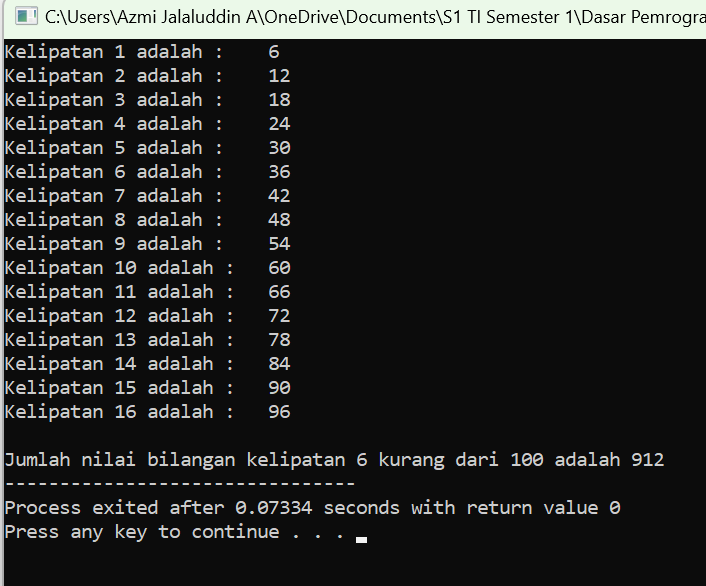 C:\Users\Azmi Jalaluddin A\OneDrive\Documents\S1 TI Semester 1\Dasar Pemrogra
Kelipatan 1 adalah :    6
Kelipatan 2 adalah :    12
Kelipatan 3 adalah :    18
Kelipatan 4 adalah :    24
Kelipatan 5 adalah :    30
Kelipatan 6 adalah :    36
Kelipatan 7 adalah :    42
Kelipatan 8 adalah :    48
Kelipatan 9 adalah :    54
Kelipatan 10 adalah :   60
Kelipatan 11 adalah :   66
Kelipatan 12 adalah :   72
Kelipatan 13 adalah :   78
Kelipatan 14 adalah :   84
Kelipatan 15 adalah :   90
Kelipatan 16 adalah :   96
Jumlah nilai bilangan kelipatan 6 kurang dari 100 adalah 912
--------------------------------
Process exited after 0.07334 seconds with return value 0
Press any key to continue . . .